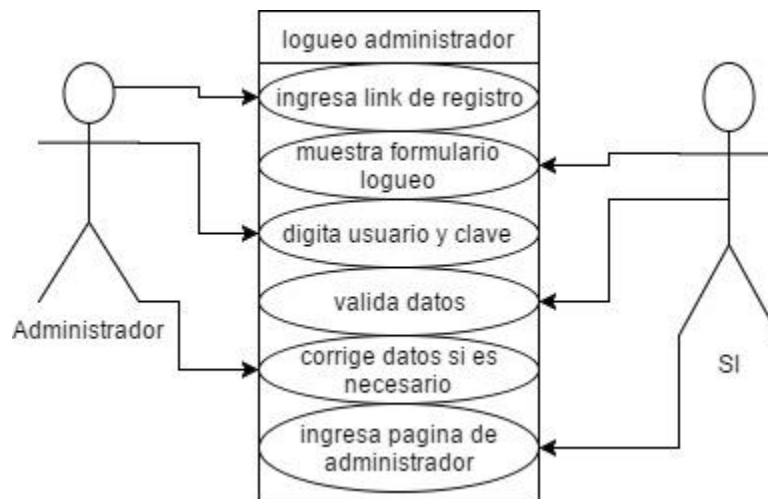 logueo administrador
ingresa link de registro
muestra formulario
logueo
digita usuario y clave
valida datos
Administrador
corrige datos si es
necesario
SI
ingresa pagina de
administrador